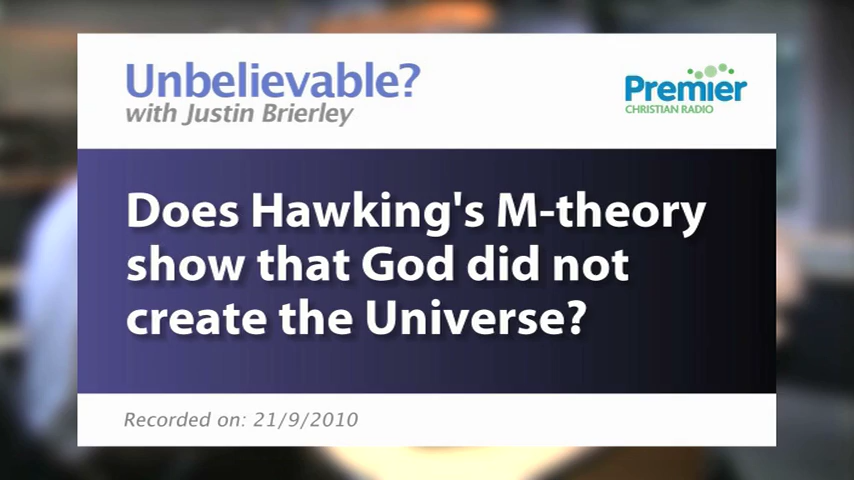 Unbelievable?
with Justin Brierley
Premier
CHRISTIAN RADIO
Does Hawking's M-theory
show that God did not
create the Universe?
Recorded on: 21/9/2010